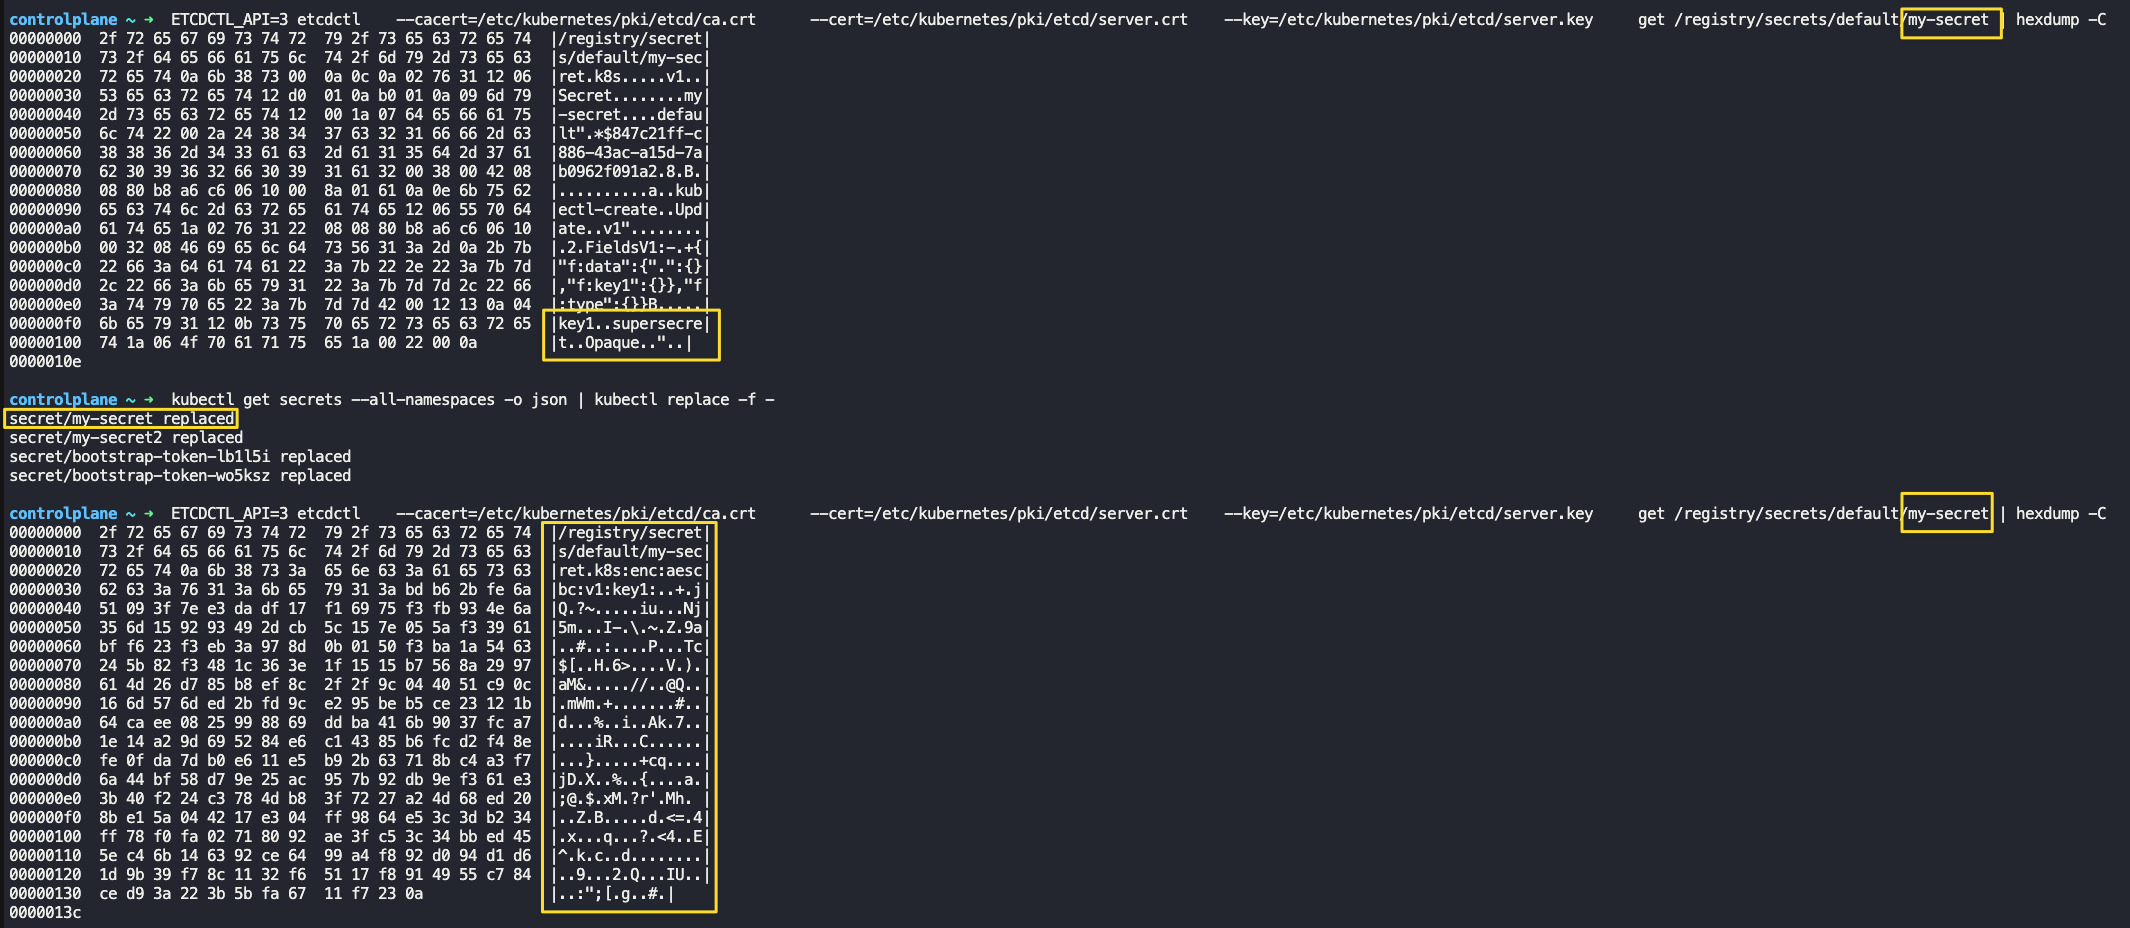 controlplane ~ ➜  ETCDCTL_API=3 etcdctl    --cacert=/etc/kubernetes/pki/etcd/ca.crt      --cert=/etc/kubernetes/pki/etcd/server.crt    --key=/etc/kubernetes/pki/etcd/server.key     get /registry/secrets/default/my-secret | hexdump -C
00000000  2f 72 65 67 69 73 74 72  79 2f 73 65 63 72 65 74  |/registry/secret|
00000010  73 2f 64 65 66 61 75 6c  74 2f 6d 79 2d 73 65 63  |s/default/my-sec|
00000020  72 65 74 0a 6b 38 73 00  0a 0c 0a 02 76 31 12 06  |ret.k8s.....v1..|
00000030  53 65 63 72 65 74 12 d0  01 0a b0 01 0a 09 6d 79  |Secret........my|
00000040  2d 73 65 63 72 65 74 12  00 1a 07 64 65 66 61 75  |-secret....defau|
00000050  6c 74 22 00 2a 24 38 34  37 63 32 31 66 66 2d 63  |lt".*$847c21ff-c|
00000060  38 38 36 2d 34 33 61 63  2d 61 31 35 64 2d 37 61  |886-43ac-a15d-7a|
00000070  62 30 39 36 32 66 30 39  31 61 32 00 38 00 42 08  |b0962f091a2.8.B.|
00000080  08 80 b8 a6 c6 06 10 00  8a 01 61 0a 0e 6b 75 62  |..........a..kub|
00000090  65 63 74 6c 2d 63 72 65  61 74 65 12 06 55 70 64  |ectl-create..Upd|
000000a0  61 74 65 1a 02 76 31 22  08 08 80 b8 a6 c6 06 10  |ate..v1"........|
000000b0  00 32 08 46 69 65 6c 64  73 56 31 3a 2d 0a 2b 7b  |.2.FieldsV1:-.+{|
000000c0  22 66 3a 64 61 74 61 22  3a 7b 22 2e 22 3a 7b 7d  |"f:data":{".":{}|
000000d0  2c 22 66 3a 6b 65 79 31  22 3a 7b 7d 7d 2c 22 66  |,"f:key1":{}},"f|
000000e0  3a 74 79 70 65 22 3a 7b  7d 7d 42 00 12 13 0a 04  |:type":{}}B.....|
000000f0  6b 65 79 31 12 0b 73 75  70 65 72 73 65 63 72 65  |key1..supersecre|
00000100  74 1a 06 4f 70 61 71 75  65 1a 00 22 00 0a        |t..Opaque.."..|
0000010e
controlplane ~ ➜  kubectl get secrets --all-namespaces -o json | kubectl replace -f -
secret/my-secret replaced
secret/my-secret2 replaced
secret/bootstrap-token-lb1l5i replaced
secret/bootstrap-token-wo5ksz replaced
controlplane ~ ➜  ETCDCTL_API=3 etcdctl    --cacert=/etc/kubernetes/pki/etcd/ca.crt      --cert=/etc/kubernetes/pki/etcd/server.crt    --key=/etc/kubernetes/pki/etcd/server.key     get /registry/secrets/default/my-secret | hexdump -C
00000000  2f 72 65 67 69 73 74 72  79 2f 73 65 63 72 65 74  |/registry/secret|
00000010  73 2f 64 65 66 61 75 6c  74 2f 6d 79 2d 73 65 63  |s/default/my-sec|
00000020  72 65 74 0a 6b 38 73 3a  65 6e 63 3a 61 65 73 63  |ret.k8s:enc:aesc|
00000030  62 63 3a 76 31 3a 6b 65  79 31 3a bd b6 2b fe 6a  |bc:v1:key1:..+.j|
00000040  51 09 3f 7e e3 da df 17  f1 69 75 f3 fb 93 4e 6a  |Q.?~.....iu...Nj|
00000050  35 6d 15 92 93 49 2d cb  5c 15 7e 05 5a f3 39 61  |5m...I-.\.~.Z.9a|
00000060  bf f6 23 f3 eb 3a 97 8d  0b 01 50 f3 ba 1a 54 63  |..#..:....P...Tc|
00000070  24 5b 82 f3 48 1c 36 3e  1f 15 15 b7 56 8a 29 97  |$[..H.6>....V.).|
00000080  61 4d 26 d7 85 b8 ef 8c  2f 2f 9c 04 40 51 c9 0c  |aM&.....//..@Q..|
00000090  16 6d 57 6d ed 2b fd 9c  e2 95 be b5 ce 23 12 1b  |.mWm.+.......#..|
000000a0  64 ca ee 08 25 99 88 69  dd ba 41 6b 90 37 fc a7  |d...%..i..Ak.7..|
000000b0  1e 14 a2 9d 69 52 84 e6  c1 43 85 b6 fc d2 f4 8e  |....iR...C......|
000000c0  fe 0f da 7d b0 e6 11 e5  b9 2b 63 71 8b c4 a3 f7  |...}.....+cq....|
000000d0  6a 44 bf 58 d7 9e 25 ac  95 7b 92 db 9e f3 61 e3  |jD.X..%..{....a.|
000000e0  3b 40 f2 24 c3 78 4d b8  3f 72 27 a2 4d 68 ed 20  |;@.$.xM.?r'.Mh. |
000000f0  8b e1 5a 04 42 17 e3 04  ff 98 64 e5 3c 3d b2 34  |..Z.B.....d.<=.4|
00000100  ff 78 f0 fa 02 71 80 92  ae 3f c5 3c 34 bb ed 45  |.x...q...?.<4..E|
00000110  5e c4 6b 14 63 92 ce 64  99 a4 f8 92 d0 94 d1 d6  |^.k.c..d........|
00000120  1d 9b 39 f7 8c 11 32 f6  51 17 f8 91 49 55 c7 84  |..9...2.Q...IU..|
00000130  ce d9 3a 22 3b 5b fa 67  11 f7 23 0a              |..:";[.g..#.|
0000013c